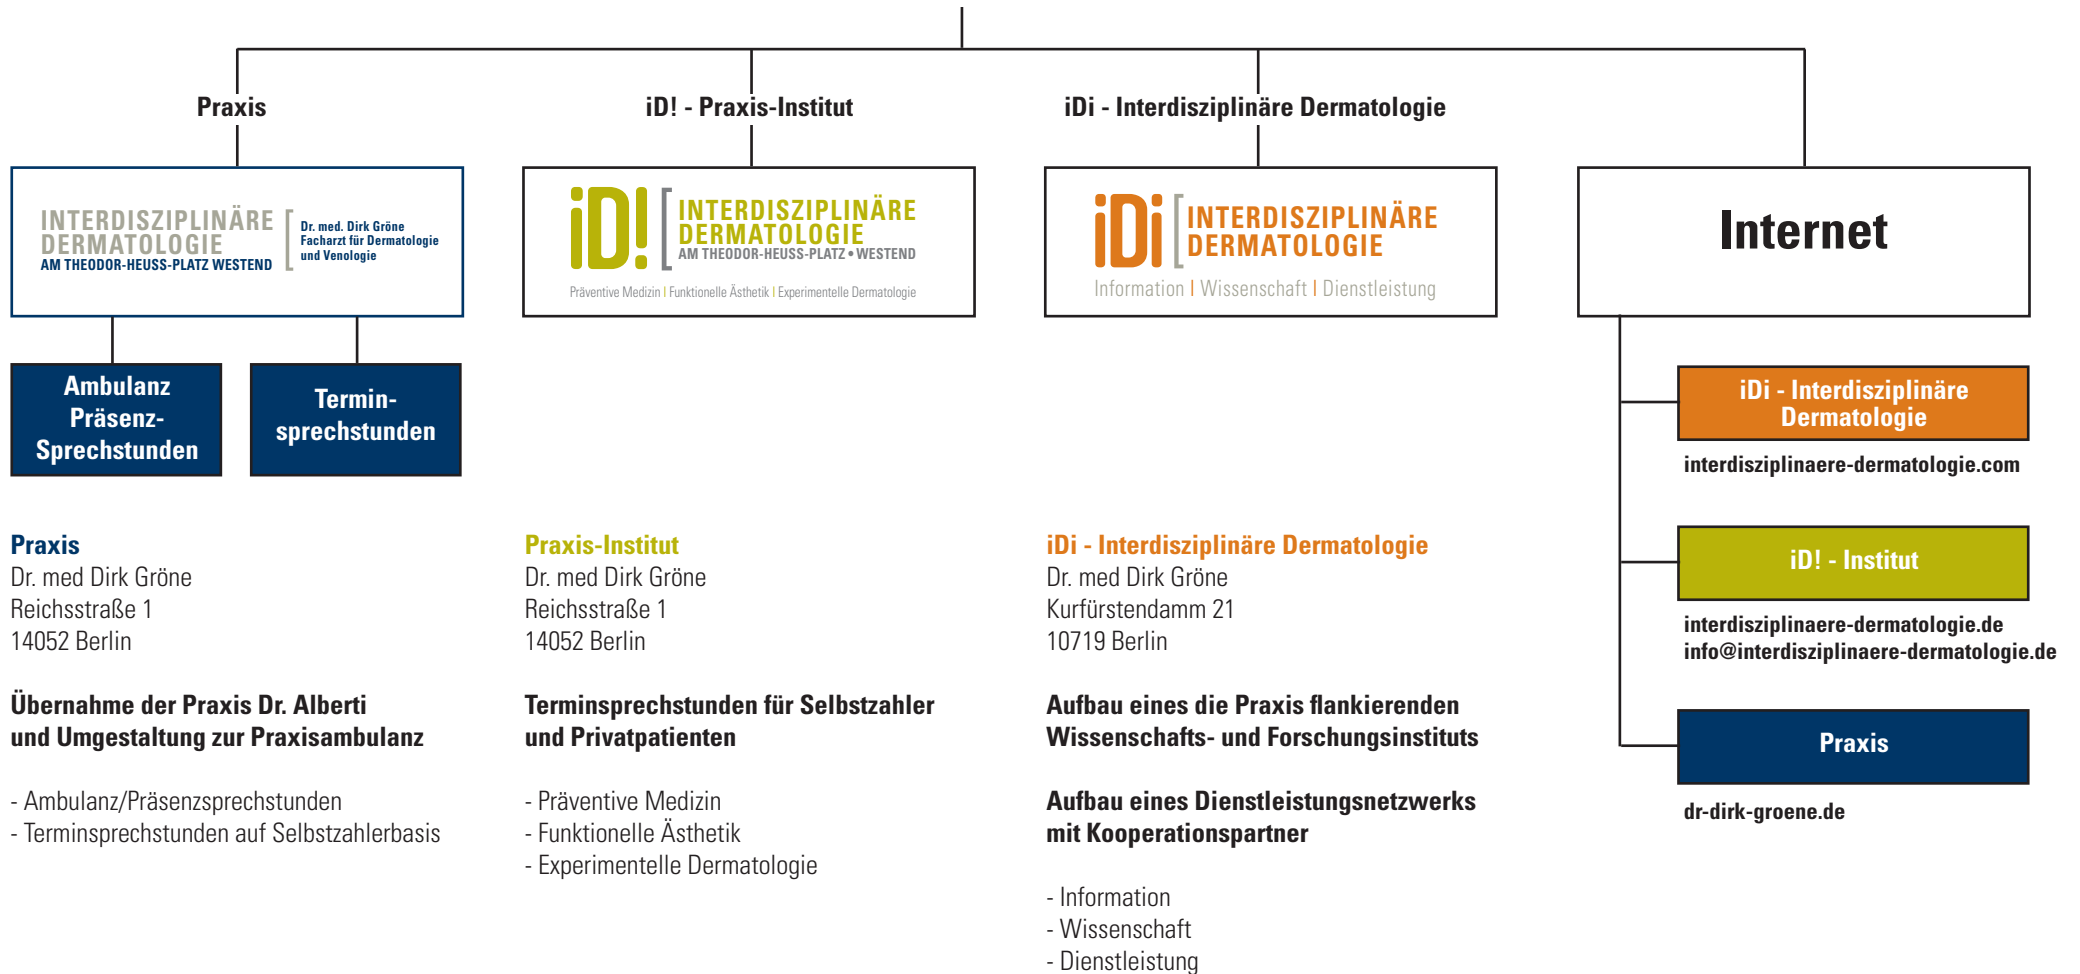 Praxis
iD! - Praxis-Institut
iDi - Interdisziplinäre Dermatologie
INTERDISZIPLINÄRE
DERMATOLOGIE
AM THEODOR-HEUSS-PLATZ WESTEND
Dr. med. Dirk Gröne
Facharzt für Dermatologie
und Venologie
iD!
INTERDISZIPLINÄRE
DERMATOLOGIE
AM THEODOR-HEUSS-PLATZ • WESTEND
Präventive Medizin | Funktionelle Ästhetik | Experimentelle Dermatologie
iDi
INTERDISZIPLINÄRE
DERMATOLOGIE
Information | Wissenschaft | Dienstleistung
Internet
Ambulanz
Präsenz-
Sprechstunden
Termin-
sprechstunden
iDi - Interdisziplinäre
Dermatologie
interdisziplinaere-dermatologie.com
iD! - Institut
interdisziplinaere-dermatologie.de
info@interdisziplinaere-dermatologie.de
Praxis
dr-dirk-groene.de
Praxis
Dr. med Dirk Gröne
Reichsstraße 1
14052 Berlin
Übernahme der Praxis Dr. Alberti
und Umgestaltung zur Praxisambulanz
- Ambulanz/Präsenzsprechstunden
- Terminsprechstunden auf Selbstzahlerbasis
Praxis-Institut
Dr. med Dirk Gröne
Reichsstraße 1
14052 Berlin
Terminsprechstunden für Selbstzahler
und Privatpatienten
- Präventive Medizin
- Funktionelle Ästhetik
- Experimentelle Dermatologie
iDi - Interdisziplinäre Dermatologie
Dr. med Dirk Gröne
Kurfürstendamm 21
10719 Berlin
Aufbau eines die Praxis flankierenden
Wissenschafts- und Forschungsinstituts
Aufbau eines Dienstleistungsnetzwerks
mit Kooperationspartner
- Information
- Wissenschaft
- Dienstleistung